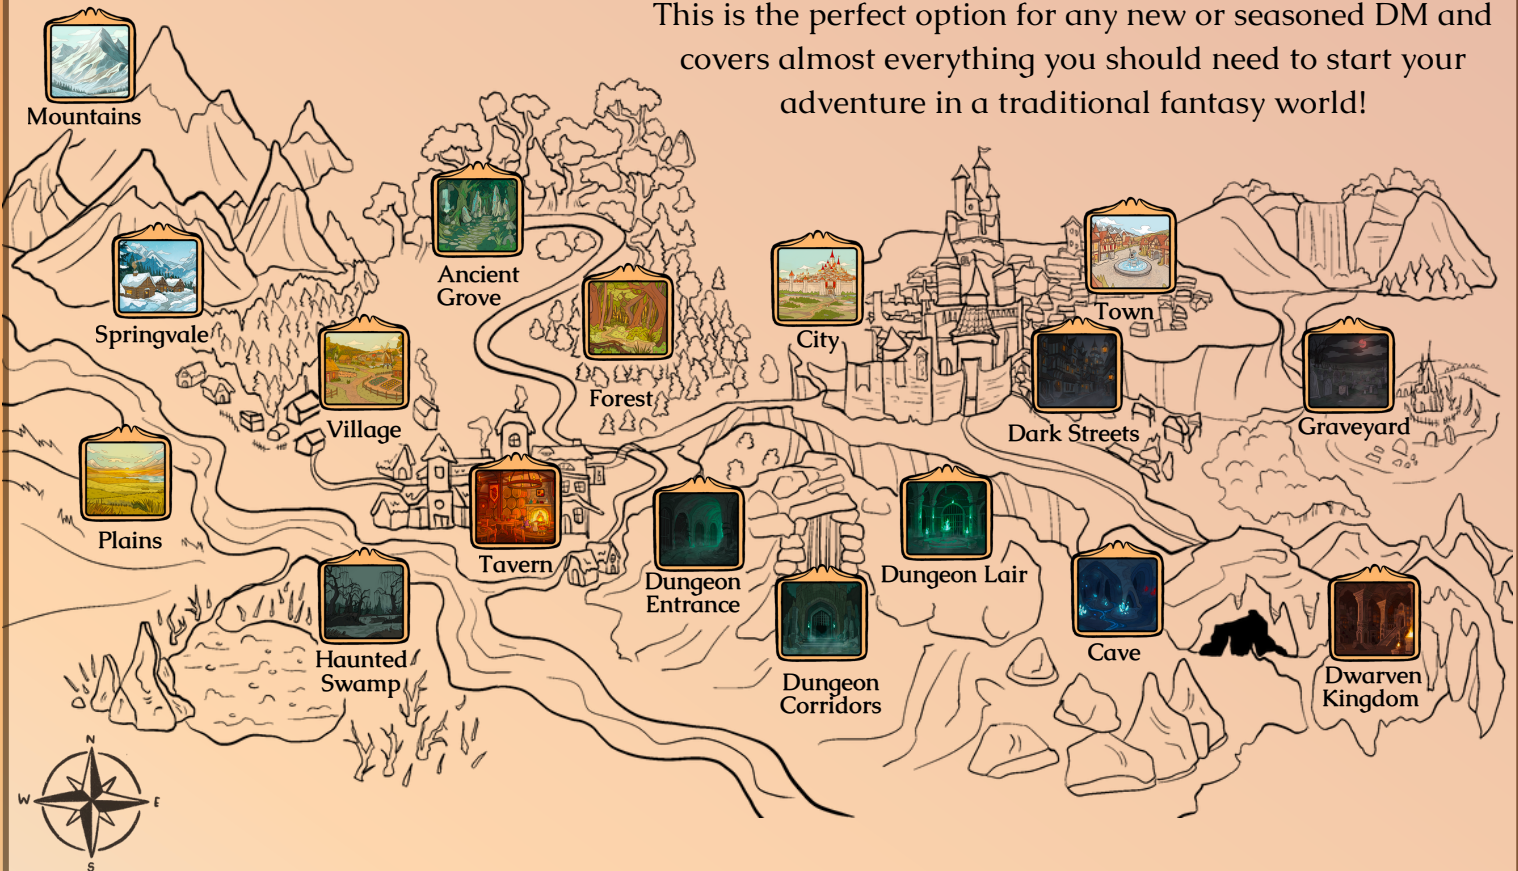 This is the perfect option for any new or seasoned DM and
covers almost everything you should need to start your
adventure in a traditional fantasy world!
Mountains
Ancient
Grove
Springvale
Town
City
Forest
Village
Dark Streets
Graveyard
Plains
Tavern
Dungeon
Entrance
Dungeon Lair
Haunted
Swamp
Dungeon
Corridors
Cave
Dwarven
Kingdom
N
W
E
S